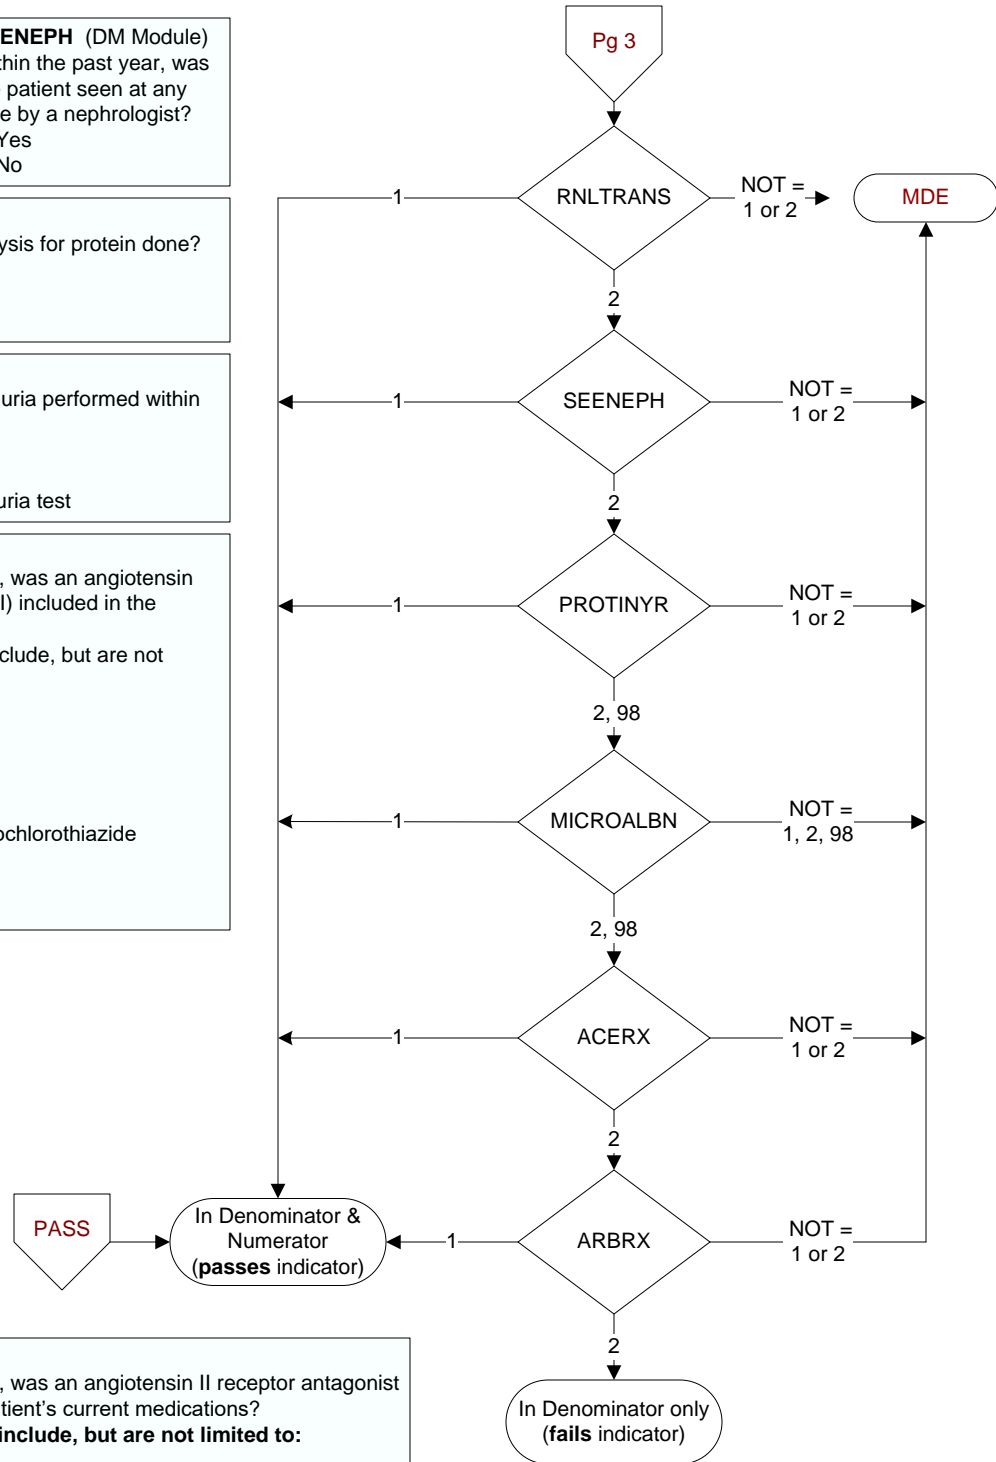 ENEPH (DM Module)
thin the past year, was
patient seen at any
e by a nephrologist?
Yes
No
ysis for protein done?
uria performed within
uria test
, was an angiotensin
I) included in the
clude, but are not
ochlorothiazide
Pg 3
RNLTRANS
1
NOT =
1 or 2
MDE
2
SEENEPH
1
NOT =
1 or 2
2
PROTINYR
1
NOT =
1 or 2
2, 98
MICROALBN
1
NOT =
1, 2, 98
2, 98
ACERX
1
NOT =
1 or 2
2
PASS
In Denominator &
Numerator
(passes indicator)
1
ARBRX
NOT =
1 or 2
2
In Denominator only
(fails indicator)
, was an angiotensin II receptor antagonist
tient's current medications?
include, but are not limited to: